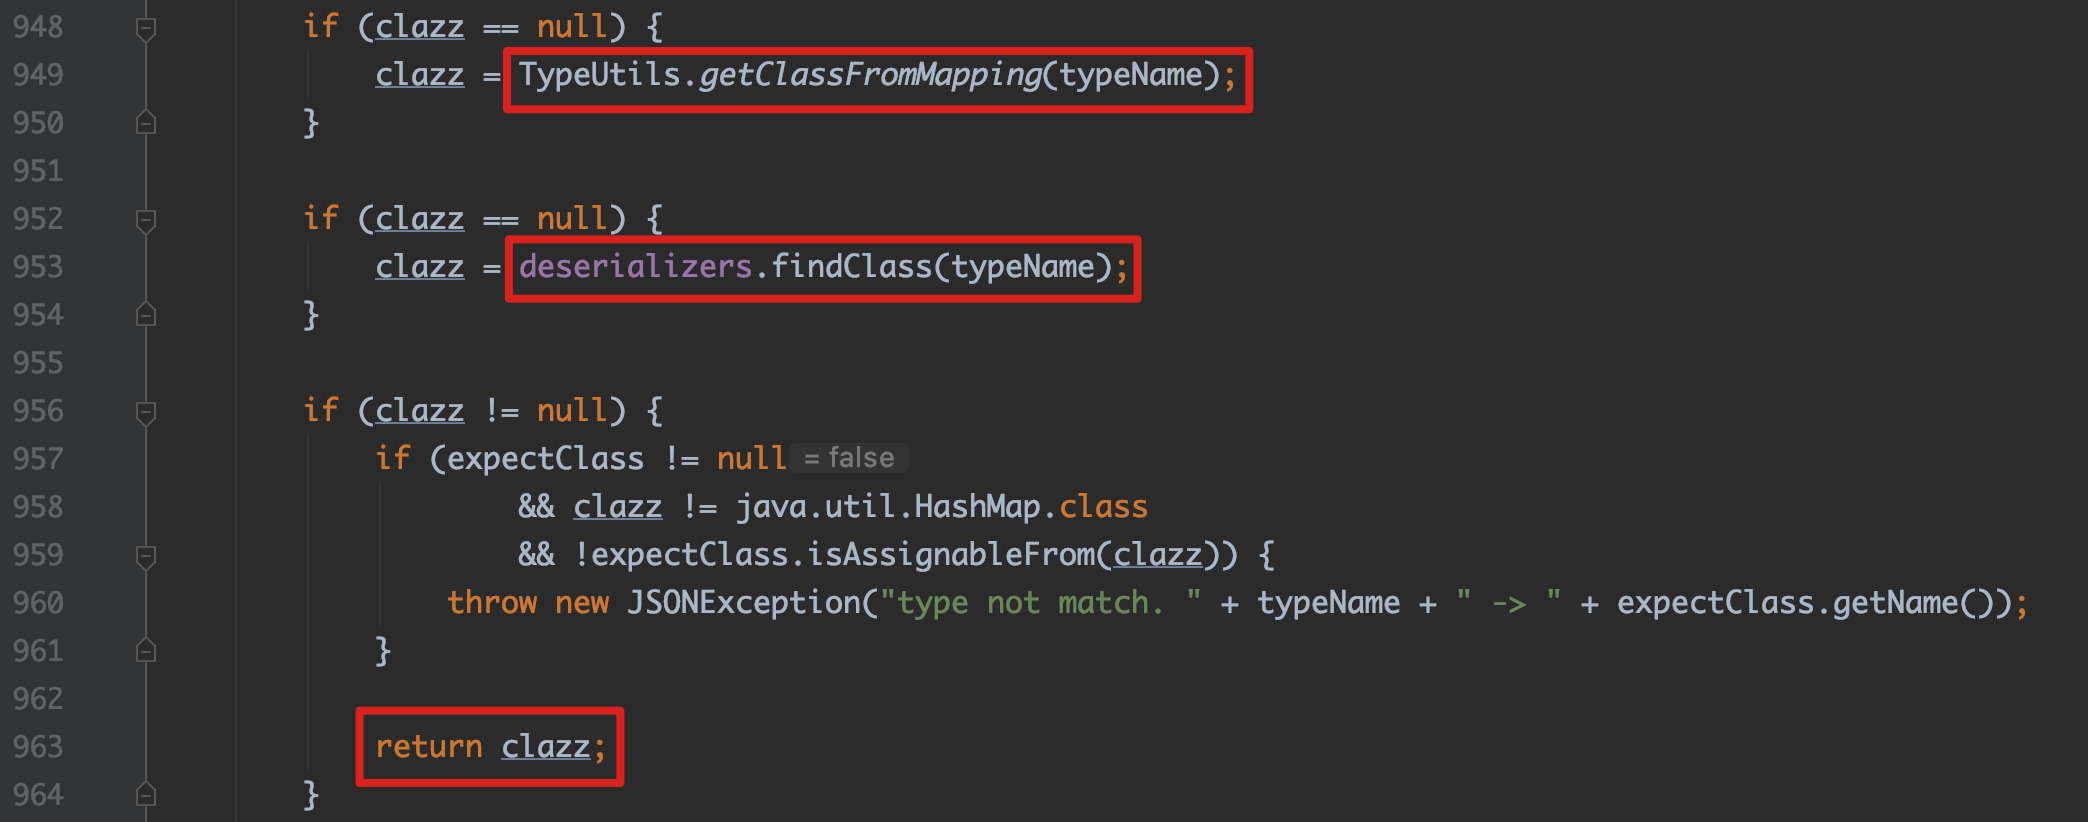 948 if (clazz == null) {
949 clazz = TypeUtils.getClassFromMapping(typeName);
950 }
951
952 if (clazz == null) {
953 clazz = deserializers.findClass(typeName);
954 }
955
956 if (clazz != null) {
957 if (expectClass != null = false
958 && clazz != java.util.HashMap.class
959 && !expectClass.isAssignableFrom(clazz)) {
960 throw new JSONException("type not match. " + typeName + " -> " + expectClass.getName());
961 }
962
963 return clazz;
964 }